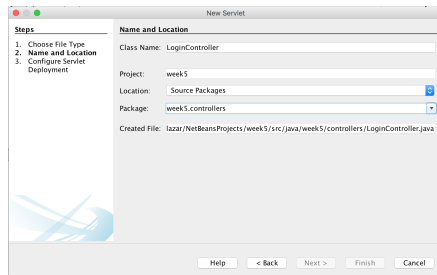 New Servlet
Steps
1. Choose File Type
2. Name and Location
3. Configure Servlet
Deployment
Name and Location
Class Name: LoginController
Project: week5
Location: Source Packages
Package: week5.controllers
Created File: lazar/NetBeansProjects/week5/src/java/week5/controllers/LoginController.java
Help < Back Next > Finish Cancel